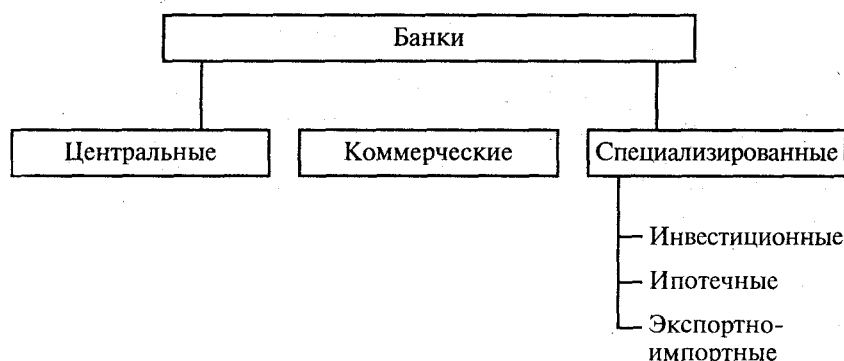 Банки
Центральные
Коммерческие
Специализированные
Инвестиционные
Ипотечные
Экспортно-
импортные